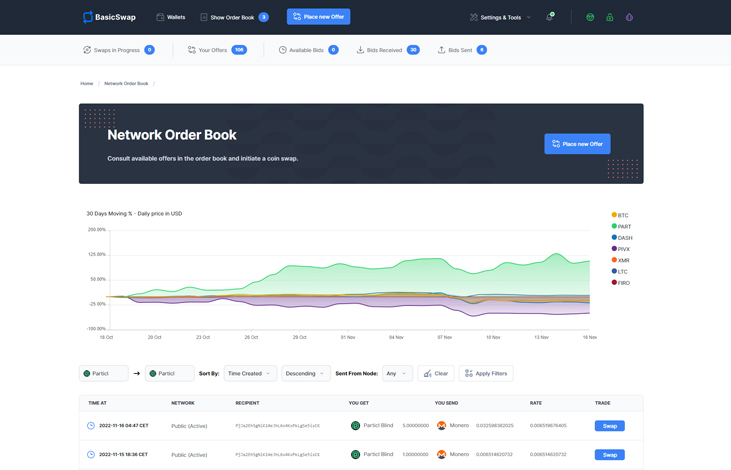 BasicSwap Wallets Show Order Book 3 Place new Offer Settings & Tools
Swaps in Progress 0 Your Offers 106 Available Bids 0 Bids Received 30 Bids Sent 6
Home / Network Order Book /
Network Order Book
Consult available offers in the order book and initiate a coin swap.
Place new Offer
30 Days Moving % - Daily price in USD
200.00%
125.00%
50.00%
-25.00%
-100.00%
18 Oct 20 Oct 23 Oct 26 Oct 29 Oct 01 Nov 04 Nov 07 Nov 10 Nov 13 Nov 16 Nov
BTC
PART
DASH
PIVX
XMR
LTC
FIRO
Particl → Particl Sort By: Time Created Descending Sent From Node: Any Clear Apply Filters
TIME AT NETWORK RECIPIENT YOU GET YOU SEND RATE TRADE
2022-11-16 04:47 CET Public (Active) Particl Blind 5.00000000 Monero 0.032598382025 0.006519676405 Swap
2022-11-15 18:36 CET Public (Active) Particl Blind 1.00000000 Monero 0.006514620732 0.006514620732 Swap